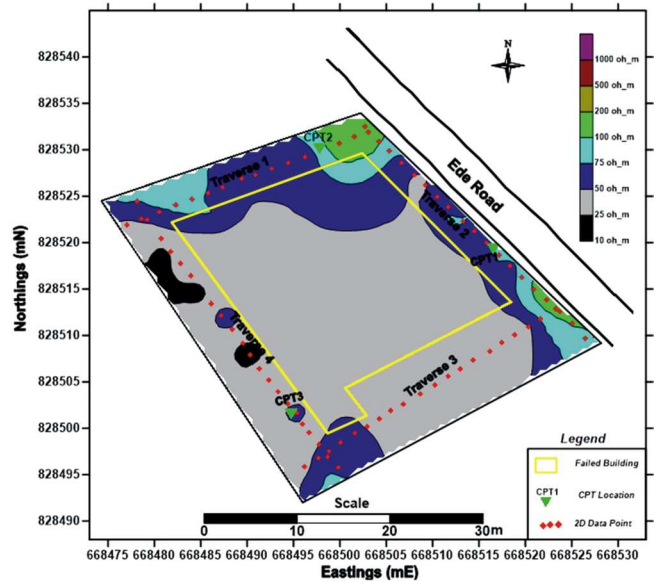 828540
828535
828530
828525
828520
828515
828510
828505
828500
828495
828490
Northings (mN)
N
1000 oh_m
500 oh_m
200 oh_m
100 oh_m
75 oh_m
50 oh_m
25 oh_m
10 oh_m
Ede Road
CPT2
Traverse 1
Traverse 2
CPT1
Traverse 4
Traverse 3
CPT3
Legend
Failed Building
CPT1
CPT Location
2D Data Point
Scale
0 10 20 30m
668475 668480 668485 668490 668495 668500 668505 668510 668515 668520 668525 668530
Eastings (mE)